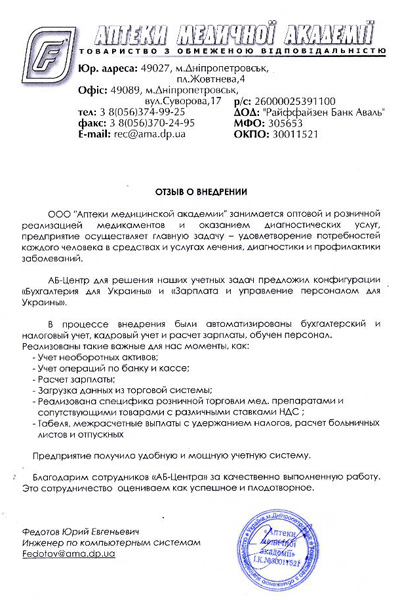 АПТЕКИ МЕДИЧНОЇ АКАДЕМІЇ
ТОВАРИСТВО З ОБМЕЖЕНОЮ ВІДПОВІДАЛЬНІСТЮ
Юр. адреса: 49027, м.Дніпропетровськ,
пл.Жовтнева,4
Офіс: 49089, м.Дніпропетровськ,
вул.Суворова,17
тел: 3 8(056)374-99-25
факс: 3 8(056)370-24-95
E-mail: rec@ama.dp.ua
р/с: 26000025391100
ДОД: "Райффайзен Банк Аваль"
МФО: 305653
ОКПО: 30011521
ОТЗЫВ О ВНЕДРЕНИИ
ООО "Аптеки медицинской академии" занимается оптовой и розничной
реализацией медикаментов и оказанием диагностических услуг,
предприятие осуществляет главную задачу – удовлетворение потребностей
каждого человека в средствах и услугах лечения, диагностики и профилактики
заболеваний.
АБ-Центр для решения наших учетных задач предложил конфигурации
«Бухгалтерия для Украины» и «Зарплата и управление персоналом для
Украины».
В процессе внедрения были автоматизированы бухгалтерский и
налоговый учет, кадровый учет и расчет зарплаты, обучен персонал.
Реализованы такие важные для нас моменты, как:
- Учет необоротных активов;
- Учет операций по банку и кассе;
- Расчет зарплаты;
- Загрузка данных из торговой системы;
- Реализована специфика розничной торговли мед. препаратами и
сопутствующими товарами с различными ставками НДС ;
- Табеля, межрасчетные выплаты с удержанием налогов, расчет больничных
листов и отпускных
Предприятие получило удобную и мощную учетную систему.
Благодарим сотрудников «АБ-Центра» за качественно выполненную работу.
Это сотрудничество оцениваем как успешное и плодотворное.
Федотов Юрий Евгеньевич
Инженер по компьютерным системам
Fedotov@ama.dp.ua
«Аптеки
медичної
академії»
І.К.№30011521